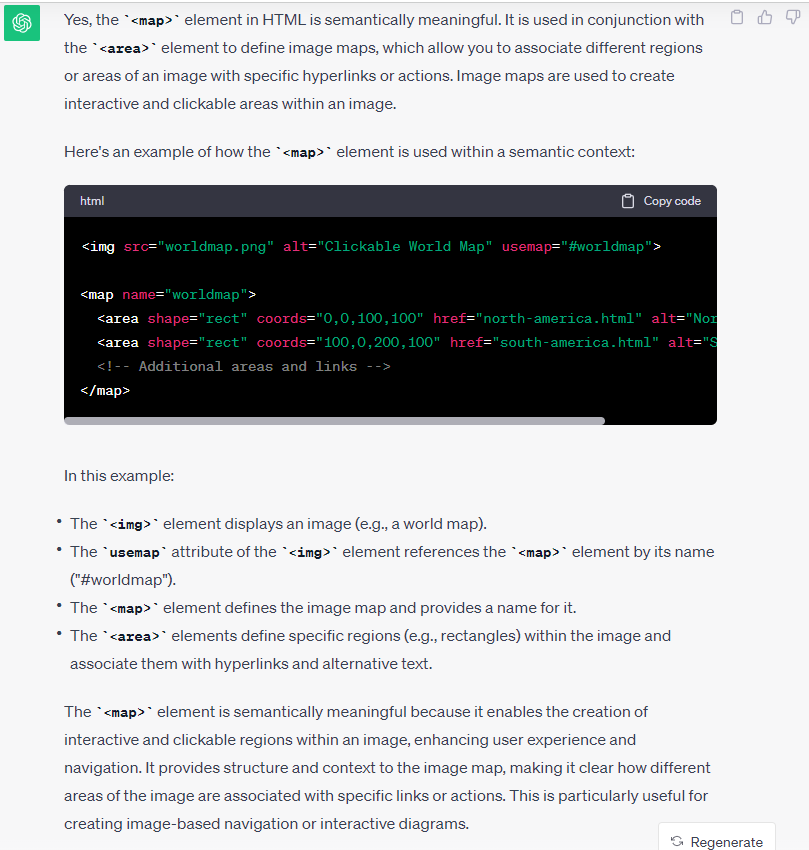 Yes, the `<map>` element in HTML is semantically meaningful. It is used in conjunction with
the `<area>` element to define image maps, which allow you to associate different regions
or areas of an image with specific hyperlinks or actions. Image maps are used to create
interactive and clickable areas within an image.
Here's an example of how the `<map>` element is used within a semantic context:
html Copy code
<img src="worldmap.png" alt="Clickable World Map" usemap="#worldmap">
<map name="worldmap">
<area shape="rect" coords="0,0,100,100" href="north-america.html" alt="Nor
<area shape="rect" coords="100,0,200,100" href="south-america.html" alt="S
<!-- Additional areas and links -->
</map>
In this example:
• The `<img>` element displays an image (e.g., a world map).
• The `usemap` attribute of the `<img>` element references the `<map>` element by its name
("#worldmap").
• The `<map>` element defines the image map and provides a name for it.
• The `<area>` elements define specific regions (e.g., rectangles) within the image and
associate them with hyperlinks and alternative text.
The `<map>` element is semantically meaningful because it enables the creation of
interactive and clickable regions within an image, enhancing user experience and
navigation. It provides structure and context to the image map, making it clear how different
areas of the image are associated with specific links or actions. This is particularly useful for
creating image-based navigation or interactive diagrams.
Regenerate